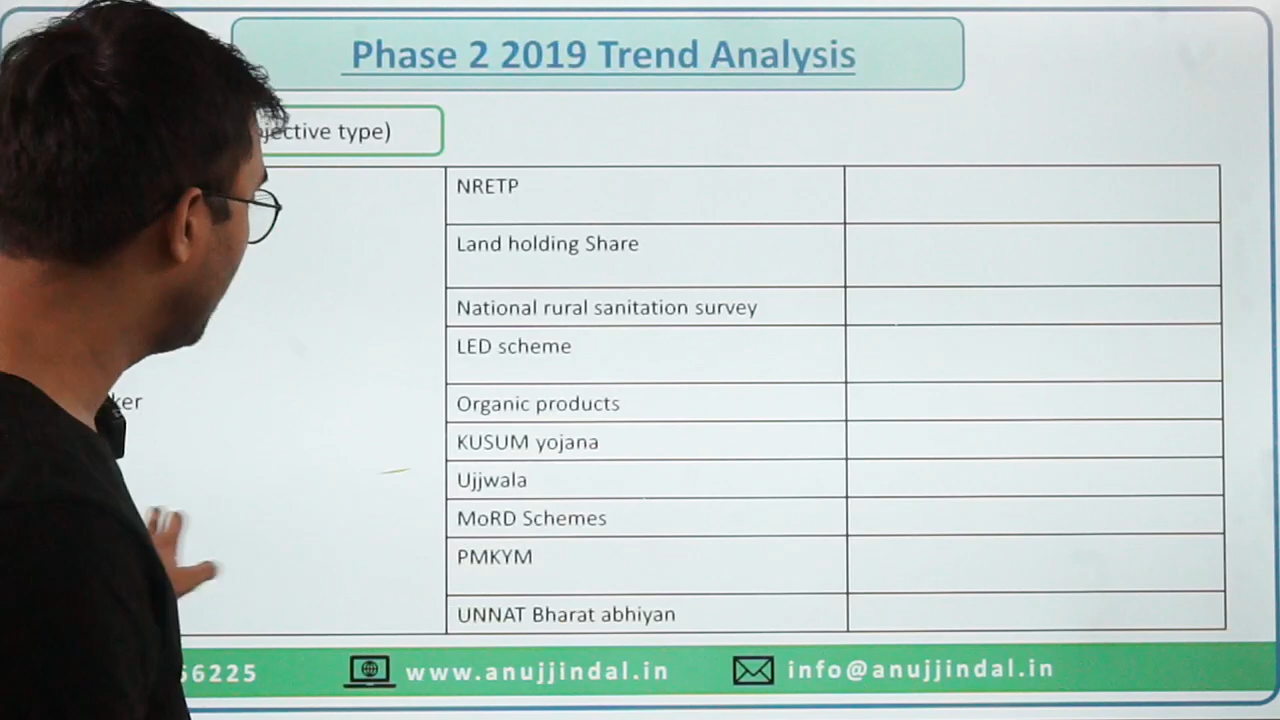 Phase 2 2019 Trend Analysis
jective type)
NRETP
Land holding Share
National rural sanitation survey
LED scheme
ker
Organic products
KUSUM yojana
Ujjwala
MoRD Schemes
PMKYM
UNNAT Bharat abhiyan
56225
www.anujjindal.in
info@anujjindal.in